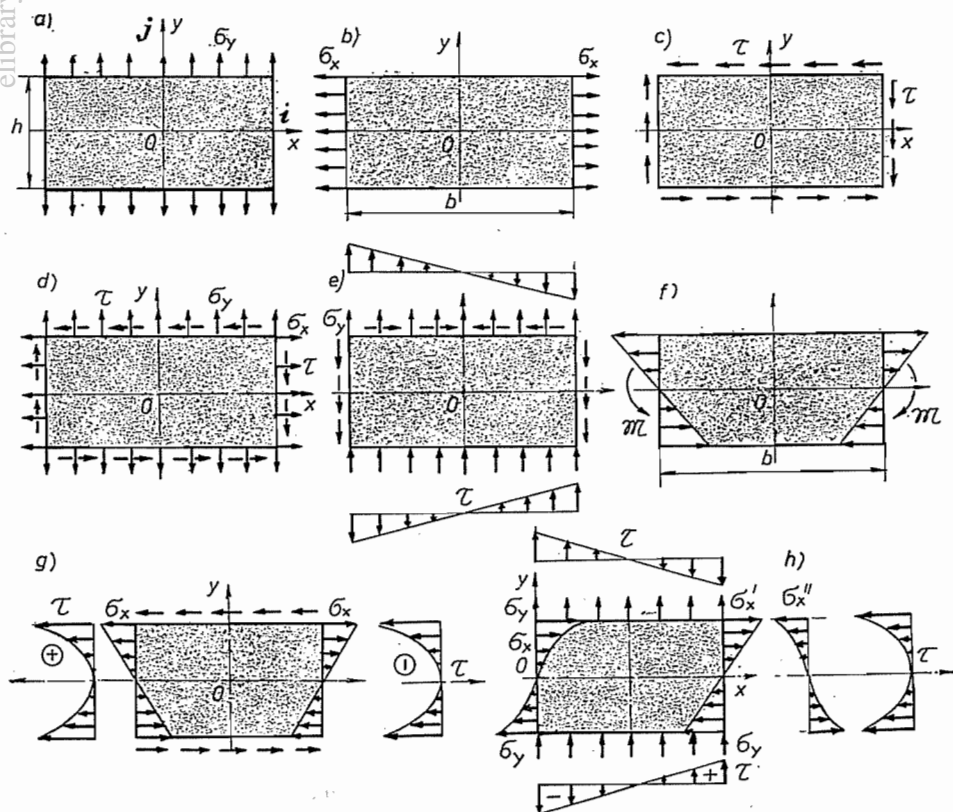 elibrary
a)
j y σy
h
i
0 x
b)
y
σx σx
0
b
c)
τ y
τ
x
0
d)
τ y σy
σx
τ
0 x
e)
σy
0
τ
f)
0
𝔐 𝔐
b
g)
τ σx y σx
+
0
−
τ
h)
τ
y
σy σx' σx''
σx
0
x τ
σy σy
− + τ